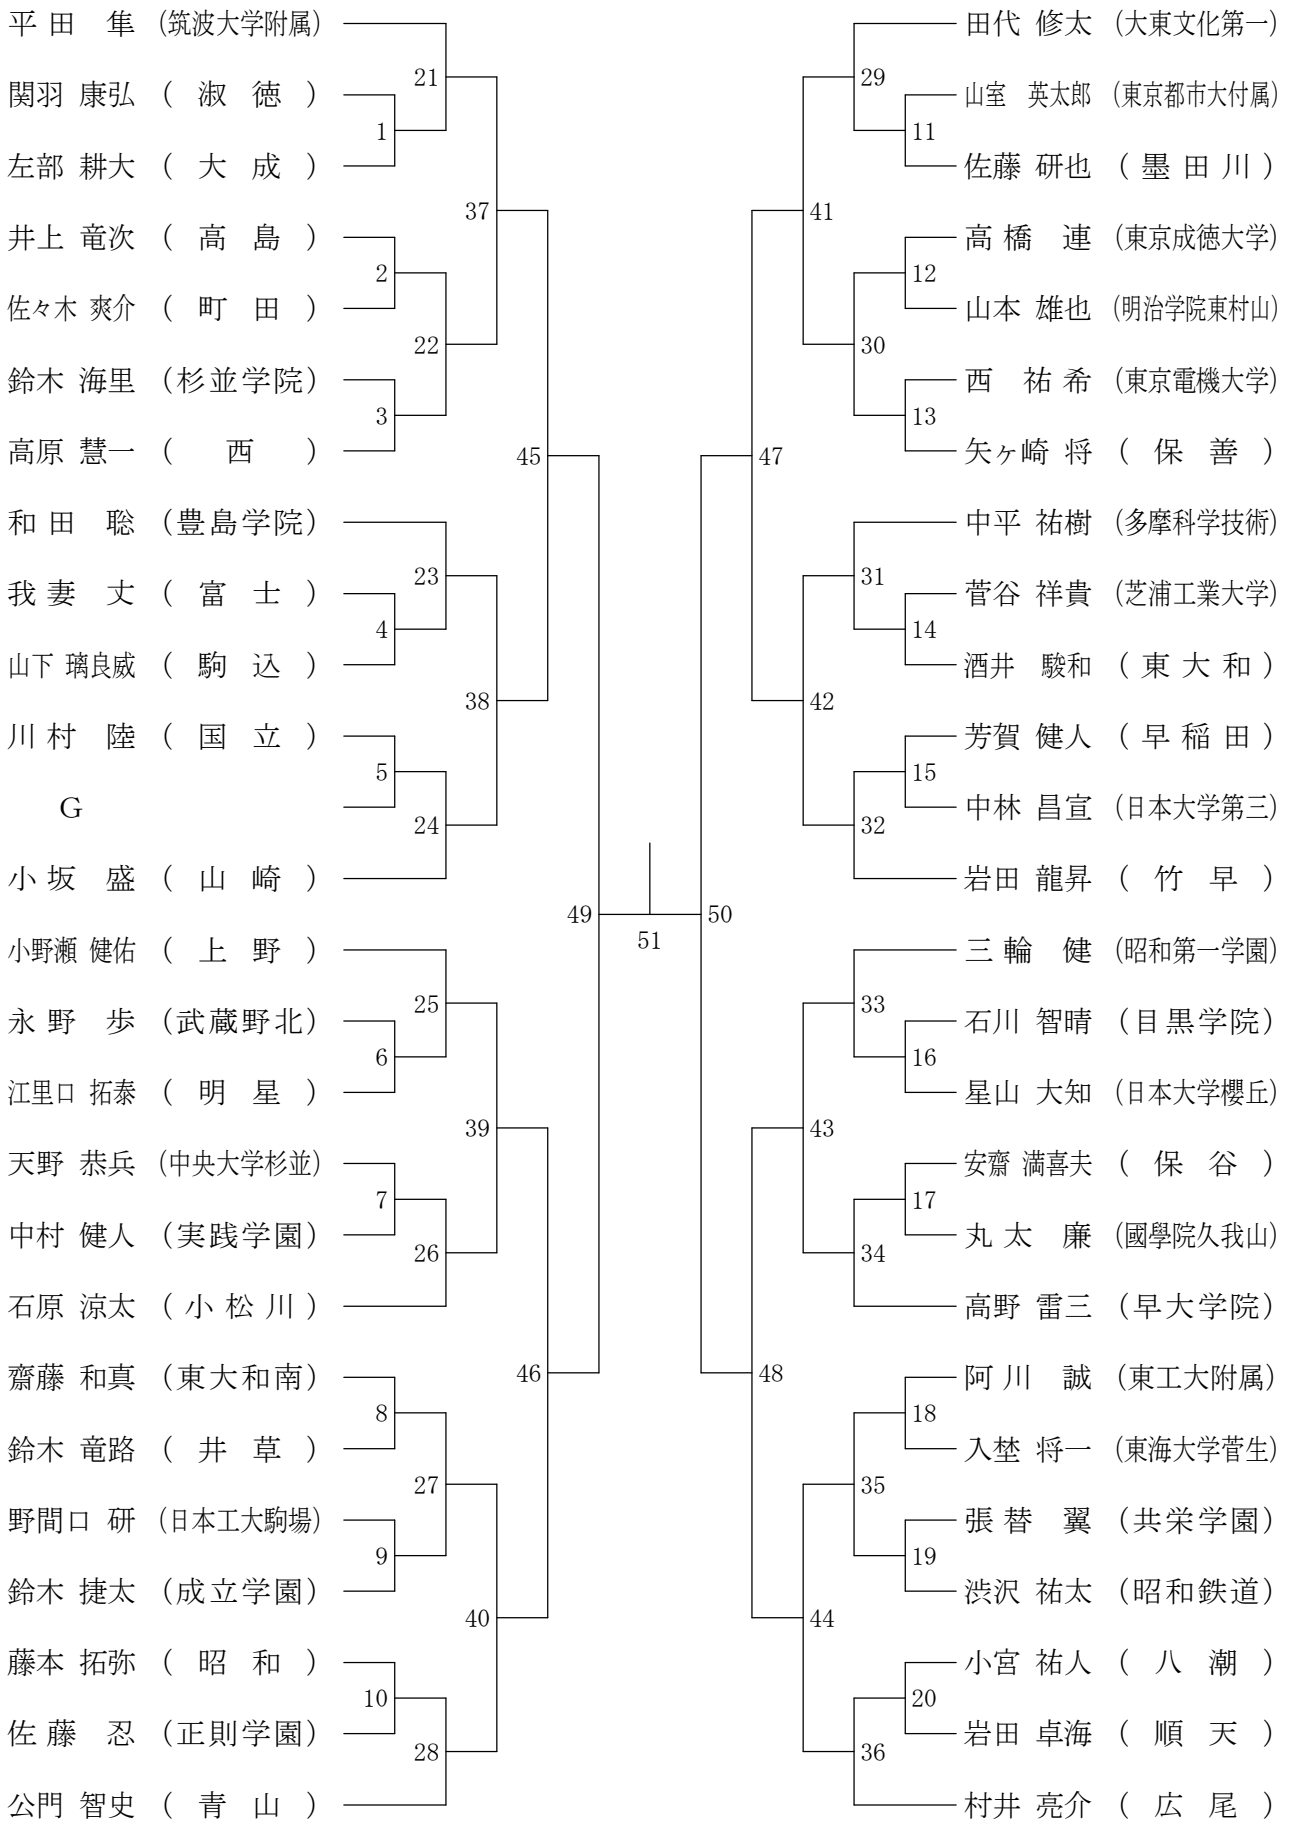 平田 隼 (筑波大学附属)
21
関羽 康弘 ( 淑 徳 )
1
左部 耕大 ( 大 成 )
37
井上 竜次 ( 高 島 )
2
佐々木 爽介 ( 町 田 )
22
鈴木 海里 (杉並学院)
3
高原 慧一 ( 西 )
45
和田 聡 (豊島学院)
23
我妻 丈 ( 富 士 )
4
山下 璃良威 ( 駒 込 )
38
川村 陸 ( 国 立 )
5
G
24
小坂 盛 ( 山 崎 )
49
小野瀬 健佑 ( 上 野 )
25
永野 歩 (武蔵野北)
6
江里口 拓泰 ( 明 星 )
39
天野 恭兵 (中央大学杉並)
7
中村 健人 (実践学園)
26
石原 涼太 (小松川)
46
齋藤 和真 (東大和南)
8
鈴木 竜路 ( 井 草 )
27
野間口 研 (日本工大駒場)
9
鈴木 捷太 (成立学園)
40
藤本 拓弥 ( 昭 和 )
10
佐藤 忍 (正則学園)
28
公門 智史 ( 青 山 )
51
田代 修太 (大東文化第一)
29
山室 英太郎 (東京都市大付属)
11
佐藤 研也 (墨田川)
41
高橋 連 (東京成徳大学)
12
山本 雄也 (明治学院東村山)
30
西 祐希 (東京電機大学)
13
矢ヶ崎 将 ( 保 善 )
47
中平 祐樹 (多摩科学技術)
31
菅谷 祥貴 (芝浦工業大学)
14
酒井 駿和 (東大和)
42
芳賀 健人 (早稲田)
15
中林 昌宣 (日本大学第三)
32
岩田 龍昇 ( 竹 早 )
50
三輪 健 (昭和第一学園)
33
石川 智晴 (目黒学院)
16
星山 大知 (日本大学櫻丘)
43
安齋 満喜夫 ( 保 谷 )
17
丸太 廉 (國學院久我山)
34
高野 雷三 (早大学院)
48
阿川 誠 (東工大附属)
18
入埜 将一 (東海大学菅生)
35
張替 翼 (共栄学園)
19
渋沢 祐太 (昭和鉄道)
44
小宮 祐人 ( 八 潮 )
20
岩田 卓海 ( 順 天 )
36
村井 亮介 ( 広 尾 )